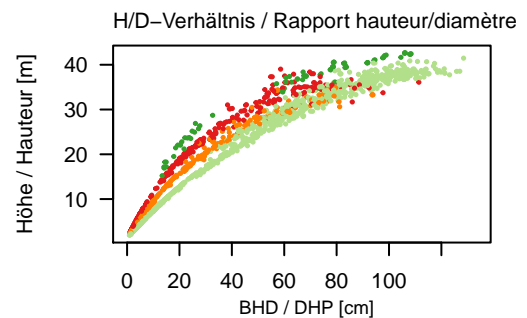 H/D−Verhältnis / Rapport hauteur/diamètre
Höhe / Hauteur [m]
40
30
20
10
0 20 40 60 80 100
BHD / DHP [cm]